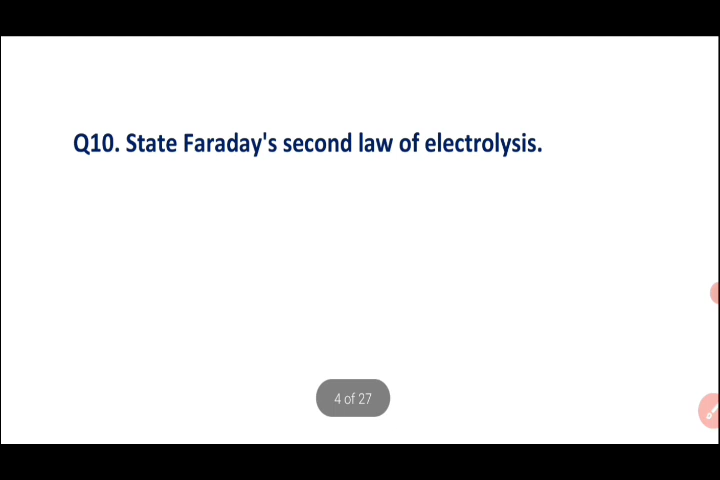 Q10. State Faraday's second law of electrolysis.
4 of 27